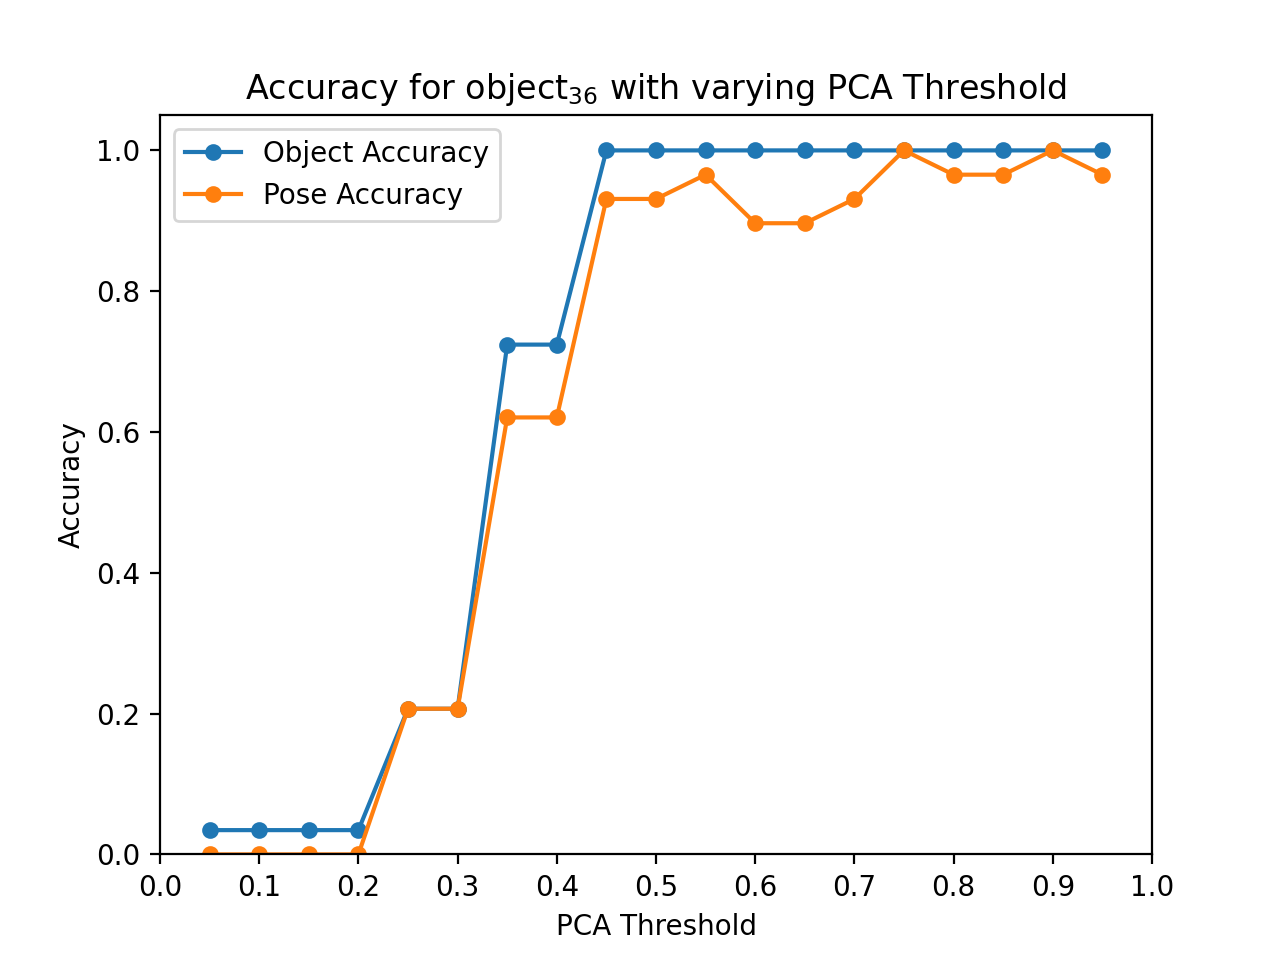 Accuracy for object₃₆ with varying PCA Threshold
Object Accuracy
Pose Accuracy
1.0
0.8
0.6
0.4
0.2
0.0
Accuracy
0.0 0.1 0.2 0.3 0.4 0.5 0.6 0.7 0.8 0.9 1.0
PCA Threshold